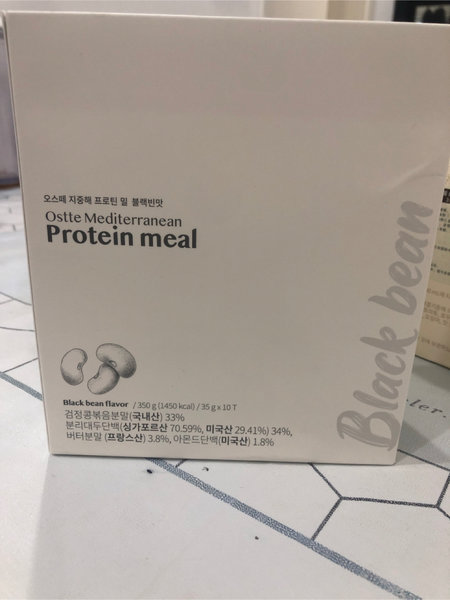 오스떼 지중해 프로틴 밀 블랙빈맛
Ostte Mediterranean
Protein meal
Black bean
Black bean flavor / 350 g (1450 kcal) / 35 g x 10 T
검정콩볶음분말(국내산) 33%
분리대두단백(싱가포르산 70.59%, 미국산 29.41%) 34%,
버터분말 (프랑스산) 3.8%, 아몬드단백(미국산) 1.8%